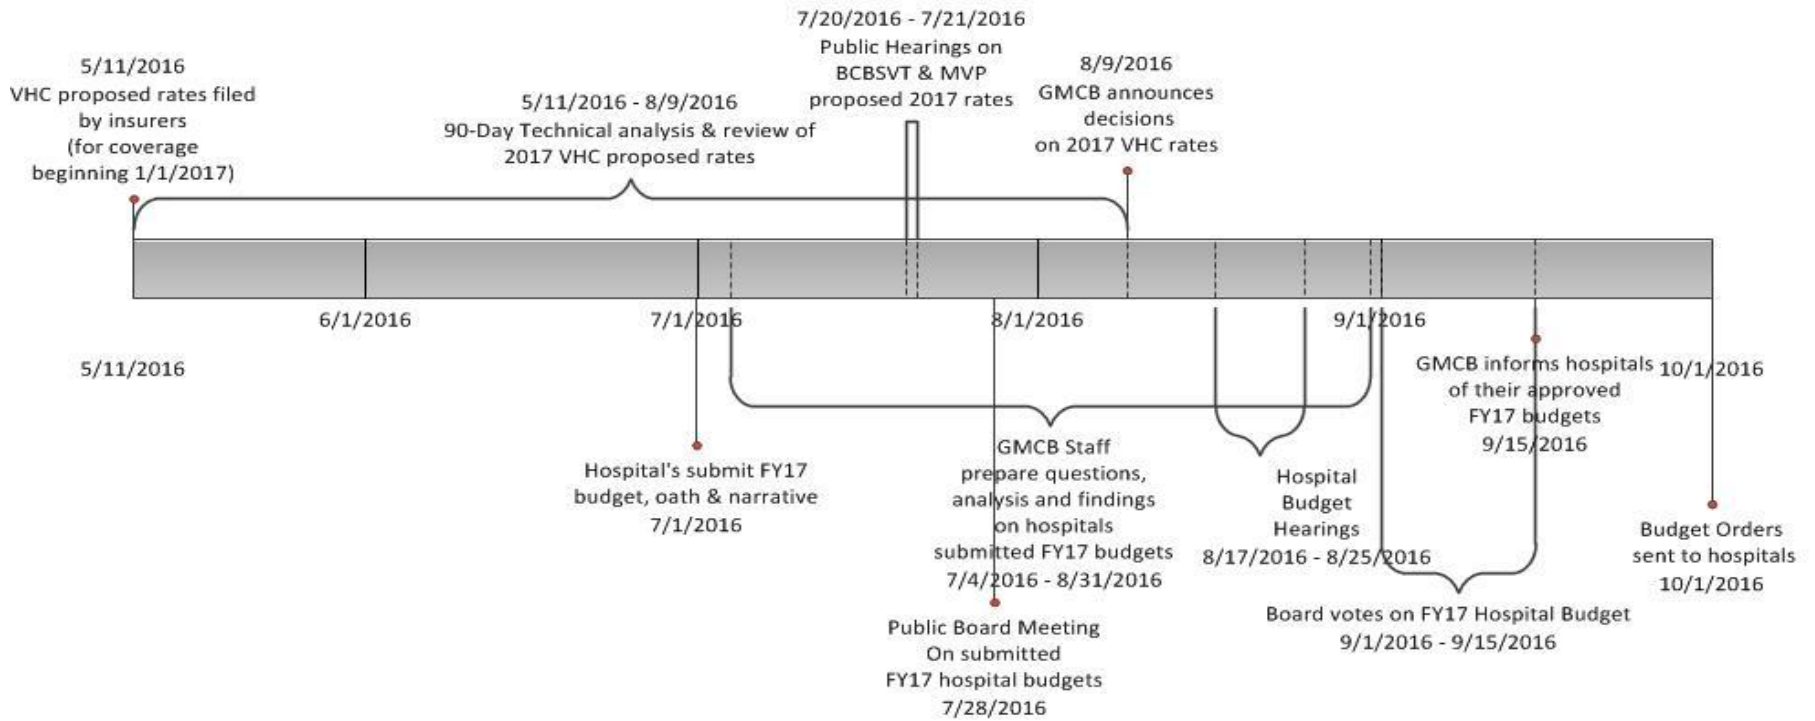 7/20/2016 - 7/21/2016
Public Hearings on
BCBSVT & MVP
proposed 2017 rates
5/11/2016
VHC proposed rates filed
by insurers
(for coverage
beginning 1/1/2017)
5/11/2016 - 8/9/2016
90-Day Technical analysis & review of
2017 VHC proposed rates
8/9/2016
GMCB announces
decisions
on 2017 VHC rates
6/1/2016
7/1/2016
8/1/2016
9/1/2016
5/11/2016
10/1/2016
Hospital's submit FY17
budget, oath & narrative
7/1/2016
GMCB Staff
prepare questions,
analysis and findings
on hospitals
submitted FY17 budgets
7/4/2016 - 8/31/2016
Public Board Meeting
On submitted
FY17 hospital budgets
7/28/2016
Hospital
Budget
Hearings
8/17/2016 - 8/25/2016
GMCB informs hospitals
of their approved
FY17 budgets
9/15/2016
Board votes on FY17 Hospital Budget
9/1/2016 - 9/15/2016
Budget Orders
sent to hospitals
10/1/2016